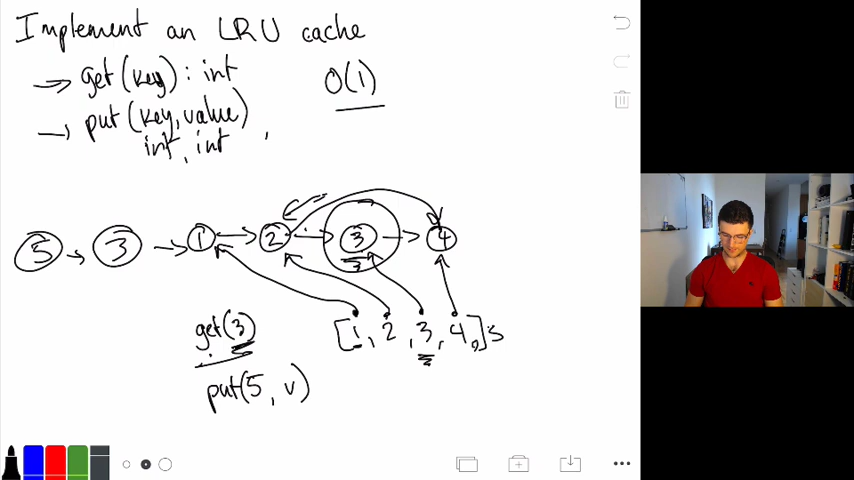 Implement an LRU cache
→ get(key): int
O(1)
→ put(key, value)
int, int ,
5 → 3 → 1 → 2 → 3 → 4
get(3)
[1, 2, 3, 4,]5
put(5, v)